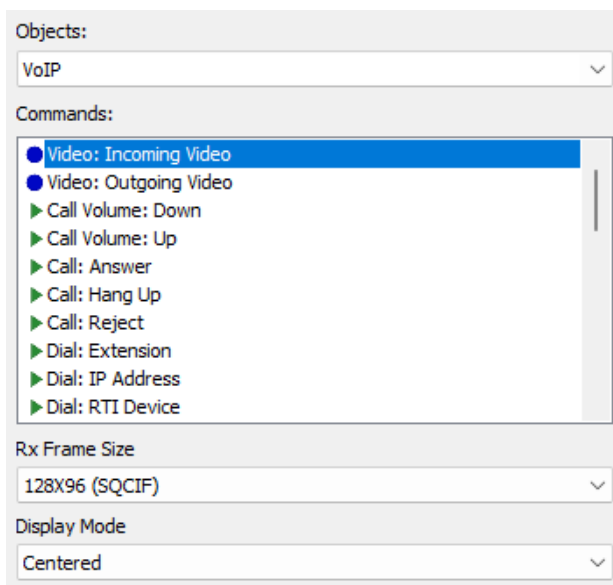 Objects:
VoIP
Commands:
Video: Incoming Video
Video: Outgoing Video
Call Volume: Down
Call Volume: Up
Call: Answer
Call: Hang Up
Call: Reject
Dial: Extension
Dial: IP Address
Dial: RTI Device
Rx Frame Size
128X96 (SQCIF)
Display Mode
Centered